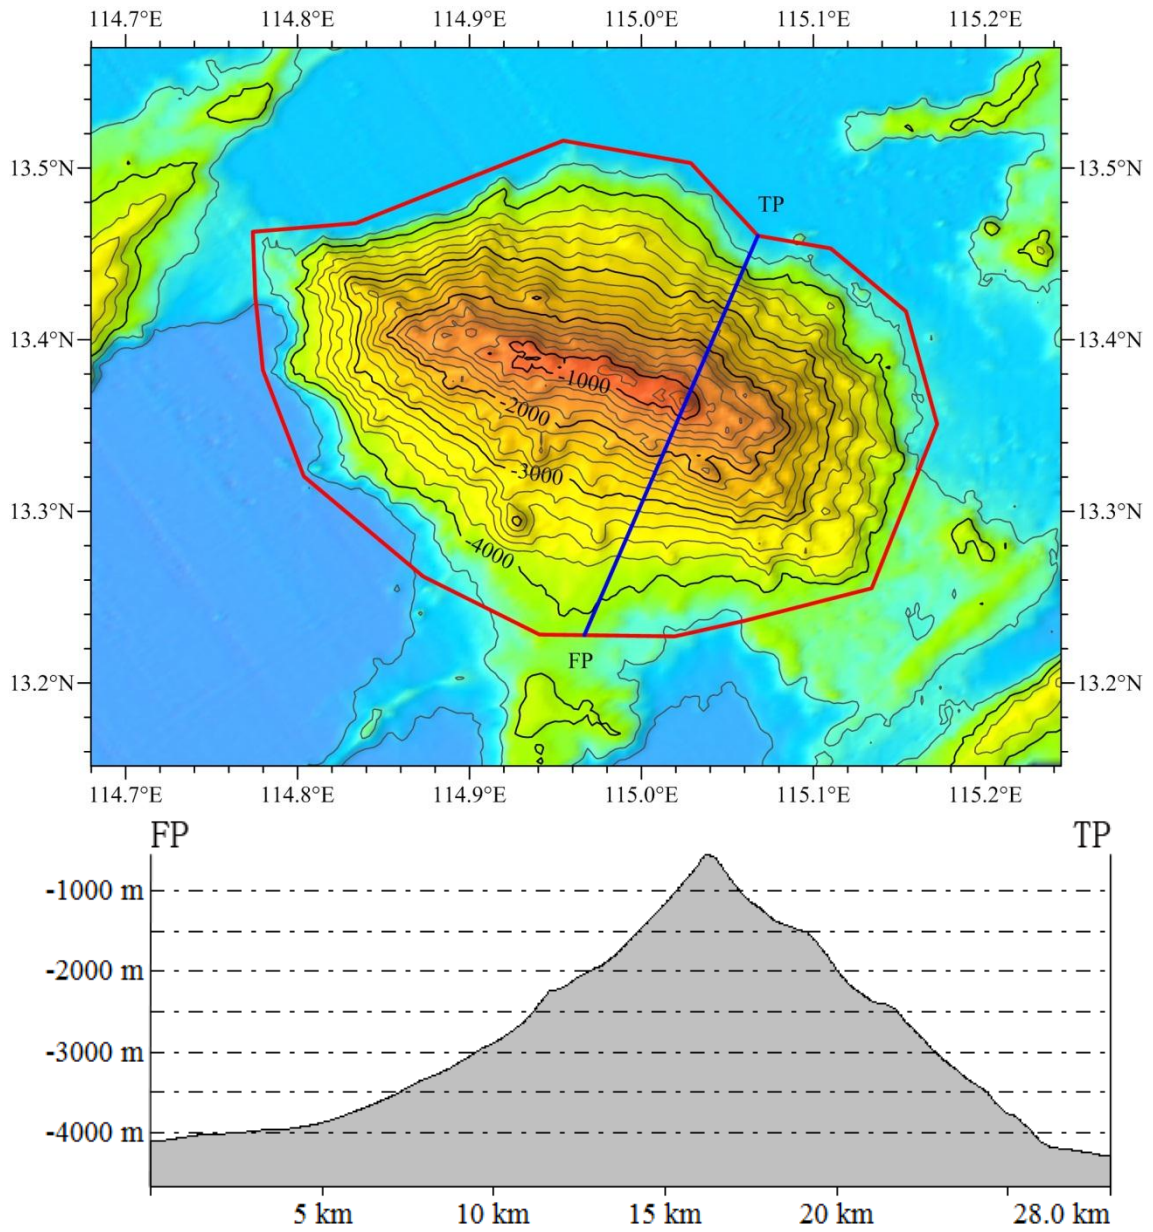 114.7°E 114.8°E 114.9°E 115.0°E 115.1°E 115.2°E
TP
13.5°N 13.5°N
13.4°N 13.4°N
-1000
-2000
-3000
13.3°N 13.3°N
-4000
FP
13.2°N 13.2°N
114.7°E 114.8°E 114.9°E 115.0°E 115.1°E 115.2°E
FP TP
-1000 m
-2000 m
-3000 m
-4000 m
5 km 10 km 15 km 20 km 28.0 km